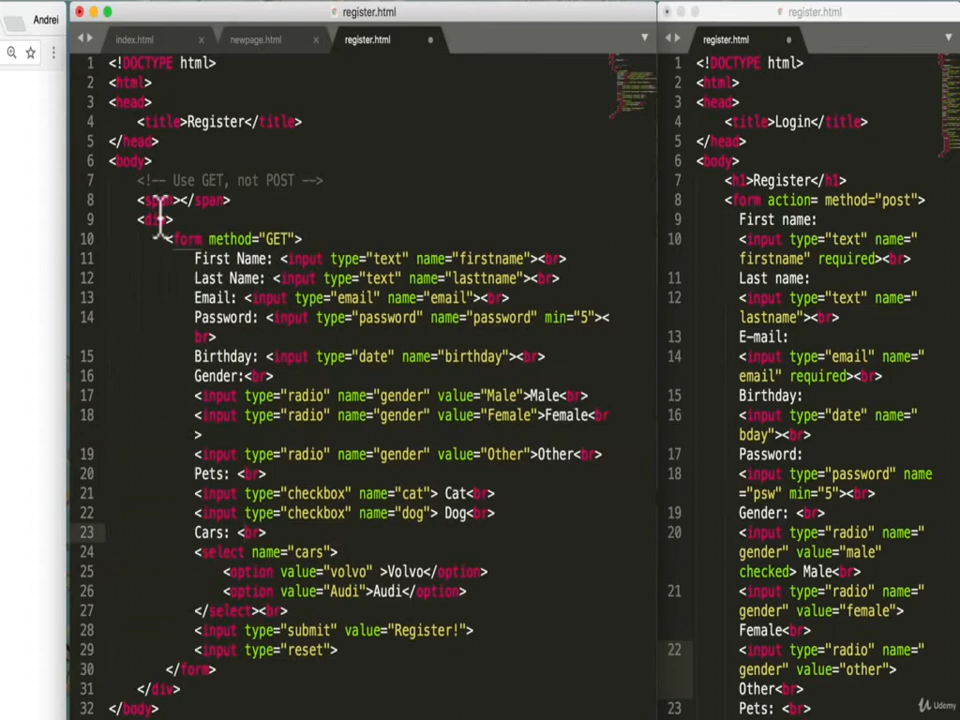 Andrei
register.html
register.html
index.html
newpage.html
register.html
register.html
1 <!DOCTYPE html>
2 <html>
3 <head>
4 <title>Register</title>
5 </head>
6 <body>
7 <!-- Use GET, not POST -->
8 <span></span>
9 <div>
10 <form method="GET">
11 First Name: <input type="text" name="firstname"><br>
12 Last Name: <input type="text" name="lasttname"><br>
13 Email: <input type="email" name="email"><br>
14 Password: <input type="password" name="password" min="5"><
br>
15 Birthday: <input type="date" name="birthday"><br>
16 Gender:<br>
17 <input type="radio" name="gender" value="Male">Male<br>
18 <input type="radio" name="gender" value="Female">Female<br
>
19 <input type="radio" name="gender" value="Other">Other<br>
20 Pets: <br>
21 <input type="checkbox" name="cat"> Cat<br>
22 <input type="checkbox" name="dog"> Dog<br>
23 Cars: <br>
24 <select name="cars">
25 <option value="volvo" >Volvo</option>
26 <option value="Audi">Audi</option>
27 </select><br>
28 <input type="submit" value="Register!">
29 <input type="reset">
30 </form>
31 </div>
32 </body>
1 <!DOCTYPE html>
2 <html>
3 <head>
4 <title>Login</title>
5 </head>
6 <body>
7 <h1>Register</h1>
8 <form action= method="post">
9 First name:
10 <input type="text" name="
firstname" required><br>
11 Last name:
12 <input type="text" name="
lastname"><br>
13 E-mail:
14 <input type="email" name="
email" required><br>
15 Birthday:
16 <input type="date" name="
bday"><br>
17 Password:
18 <input type="password" name
="psw" min="5"><br>
19 Gender: <br>
20 <input type="radio" name="
gender" value="male"
checked> Male<br>
21 <input type="radio" name="
gender" value="female">
Female<br>
22 <input type="radio" name="
gender" value="other">
Other<br>
23 Pets: <br>
Udemy